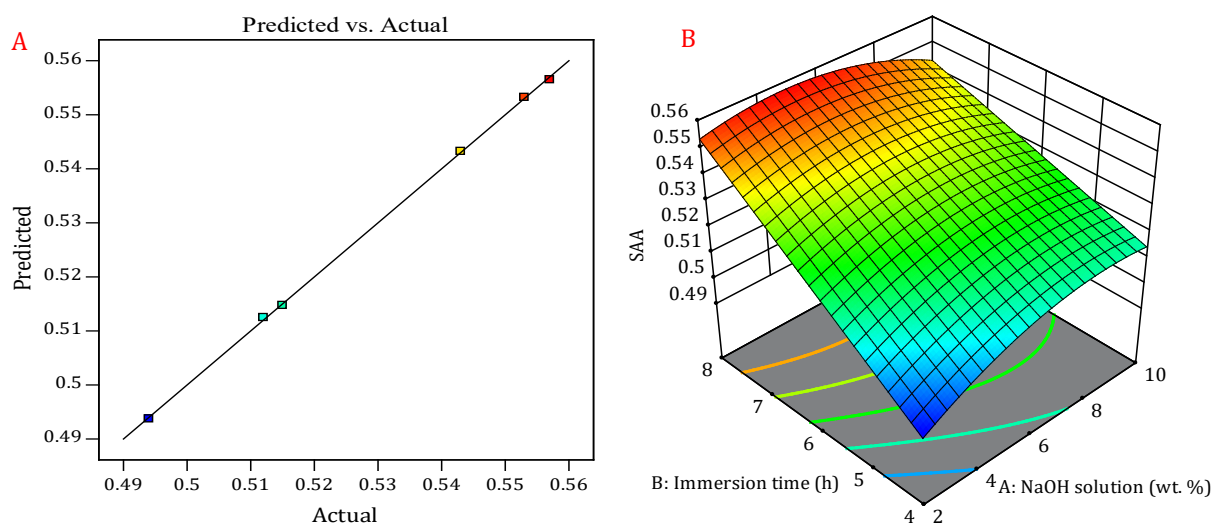 A
Predicted vs. Actual
0.56
0.55
0.54
0.53
0.52
0.51
0.5
0.49
Predicted
0.49 0.5 0.51 0.52 0.53 0.54 0.55 0.56
Actual
B
0.56
0.55
0.54
0.53
0.52
0.51
0.5
0.49
SAA
8
7
6
5
4
B: Immersion time (h)
2
4
6
8
10
A: NaOH solution (wt. %)